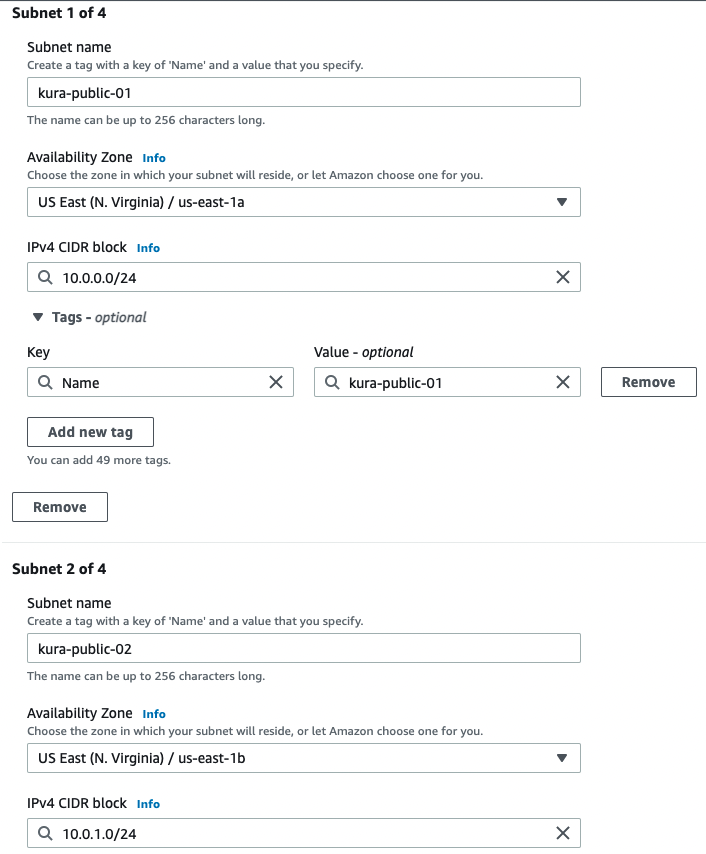 Subnet 1 of 4
Subnet name
Create a tag with a key of 'Name' and a value that you specify.
kura-public-01
The name can be up to 256 characters long.
Availability Zone Info
Choose the zone in which your subnet will reside, or let Amazon choose one for you.
US East (N. Virginia) / us-east-1a
IPv4 CIDR block Info
10.0.0.0/24
Tags - optional
Key Value - optional
Name kura-public-01 Remove
Add new tag
You can add 49 more tags.
Remove
Subnet 2 of 4
Subnet name
Create a tag with a key of 'Name' and a value that you specify.
kura-public-02
The name can be up to 256 characters long.
Availability Zone Info
Choose the zone in which your subnet will reside, or let Amazon choose one for you.
US East (N. Virginia) / us-east-1b
IPv4 CIDR block Info
10.0.1.0/24